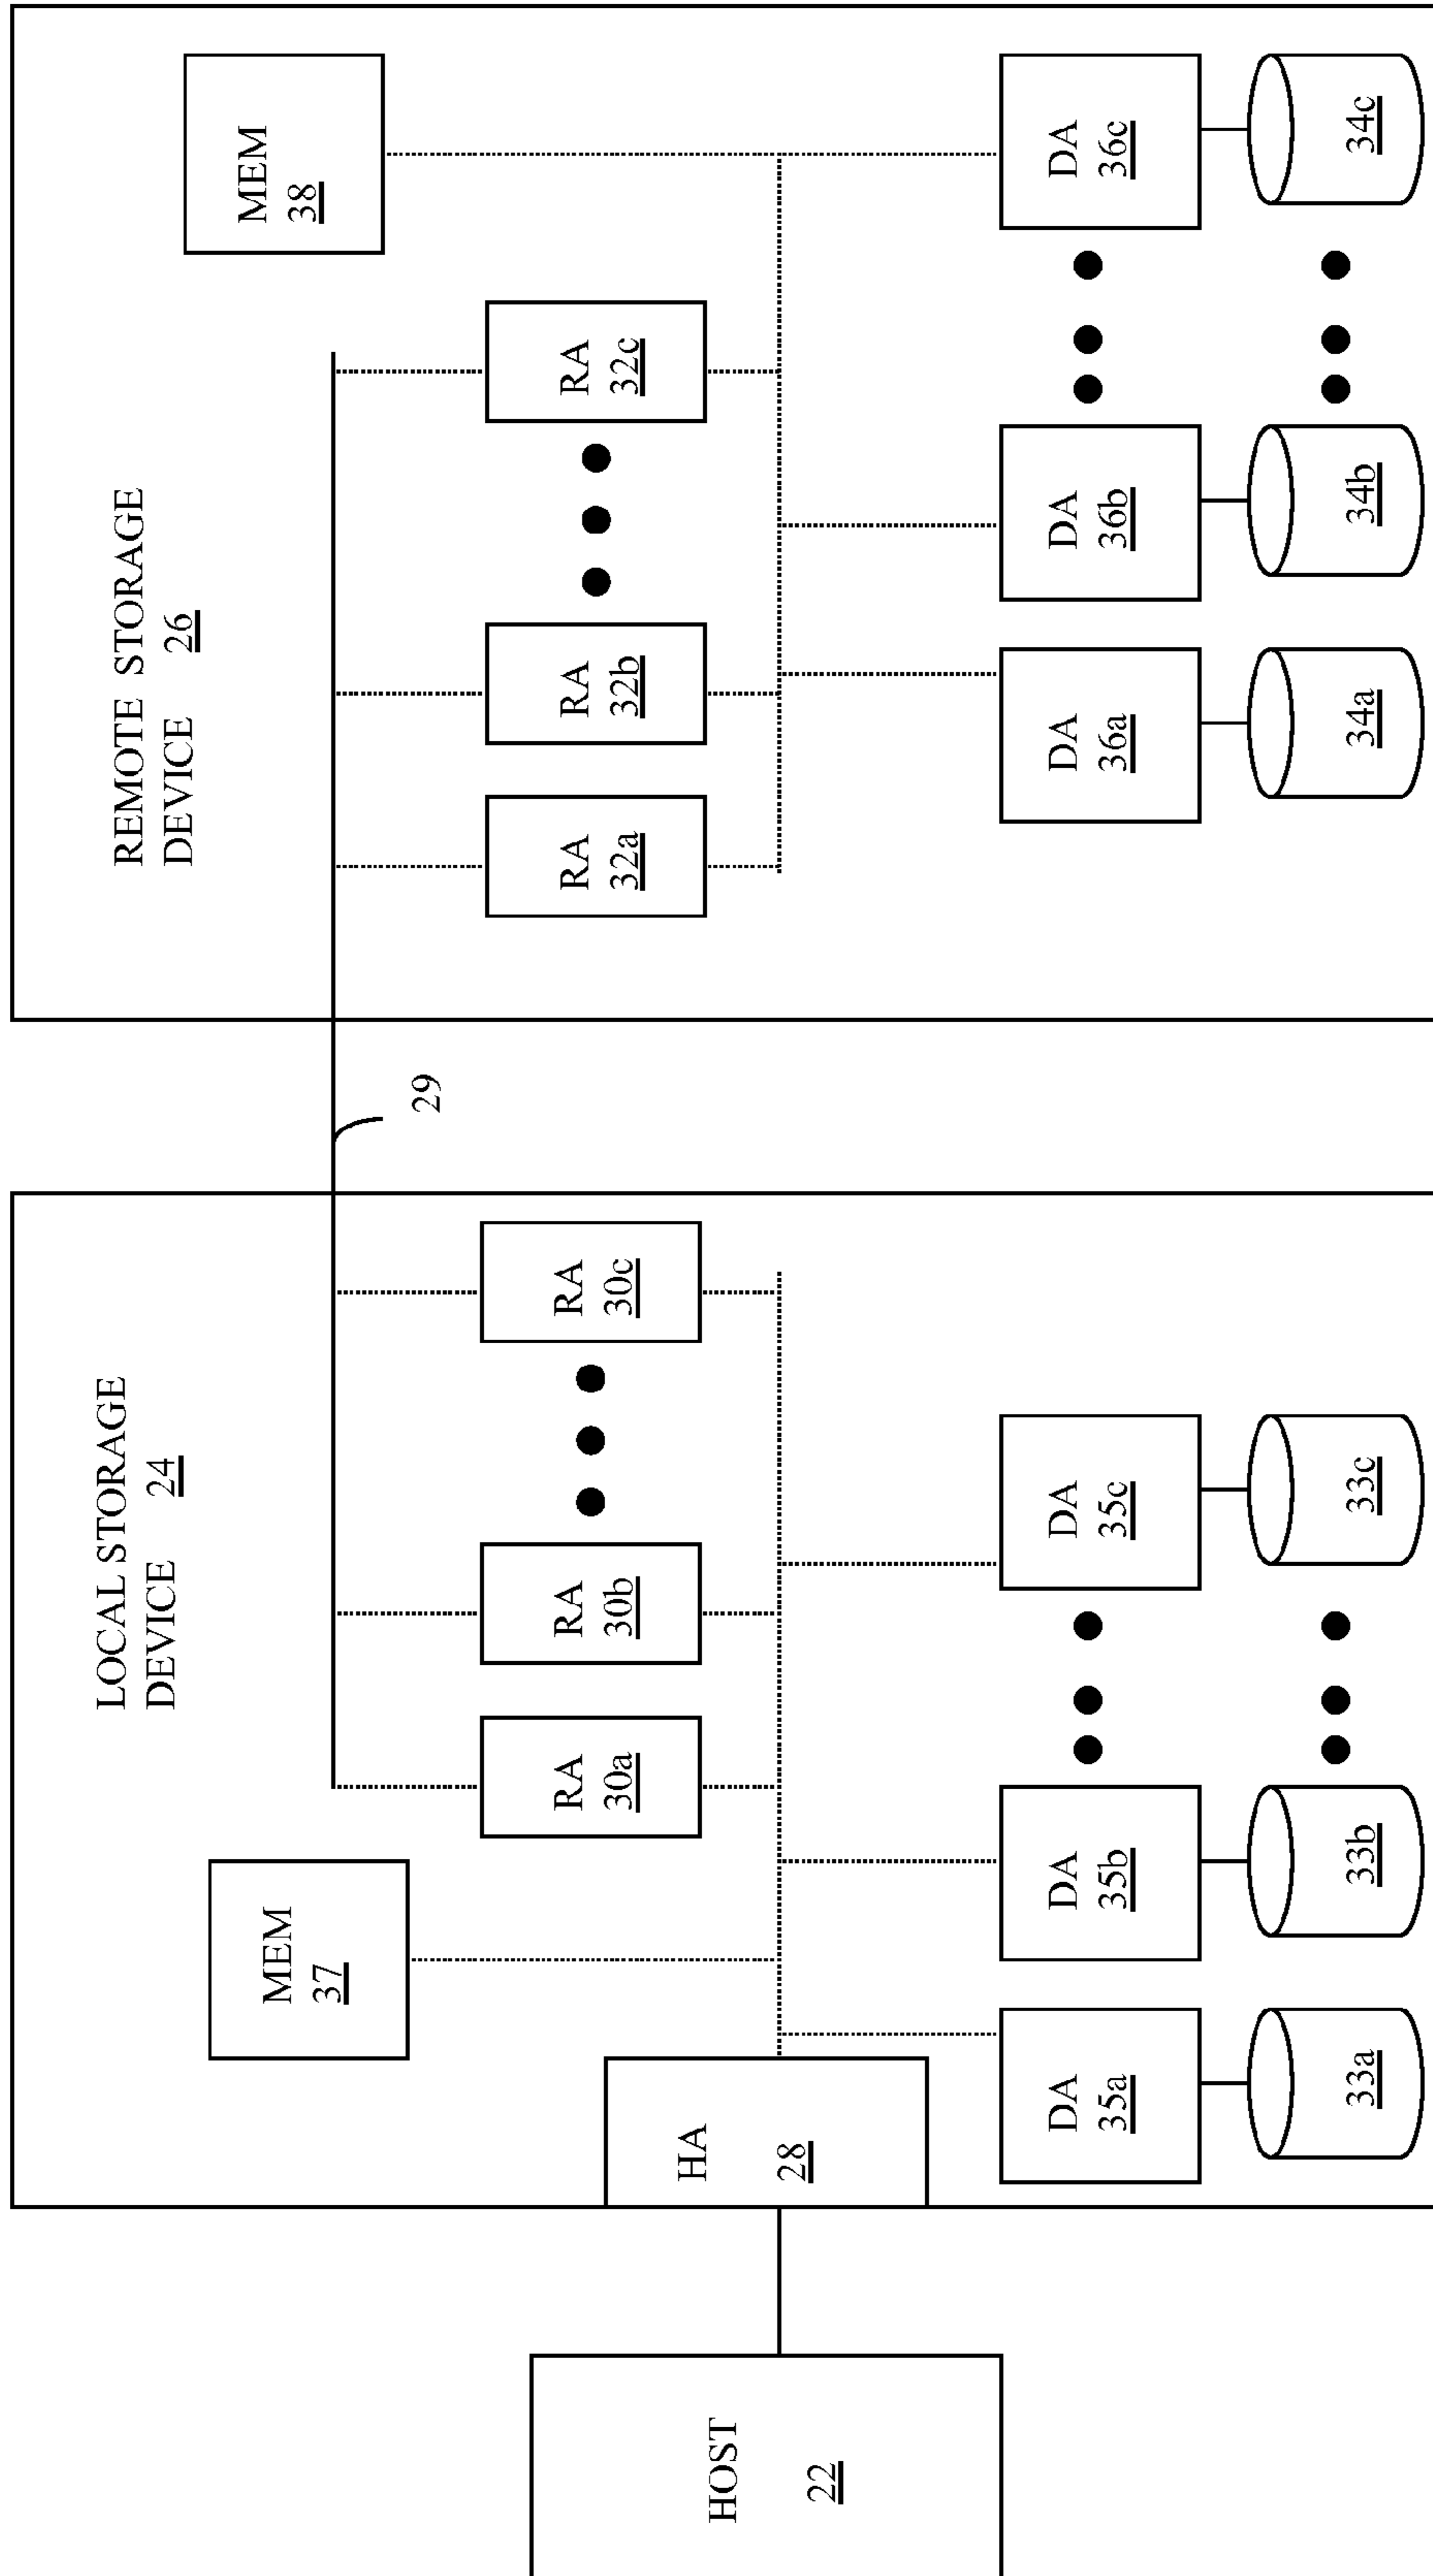 LOCAL STORAGE
DEVICE 24
REMOTE STORAGE
DEVICE 26
MEM
37
MEM
38
29
RA
30a
RA
30b
RA
30c
RA
32a
RA
32b
RA
32c
HOST
22
HA
28
DA
35a
DA
35b
DA
35c
DA
36a
DA
36b
DA
36c
33a
33b
33c
34a
34b
34c